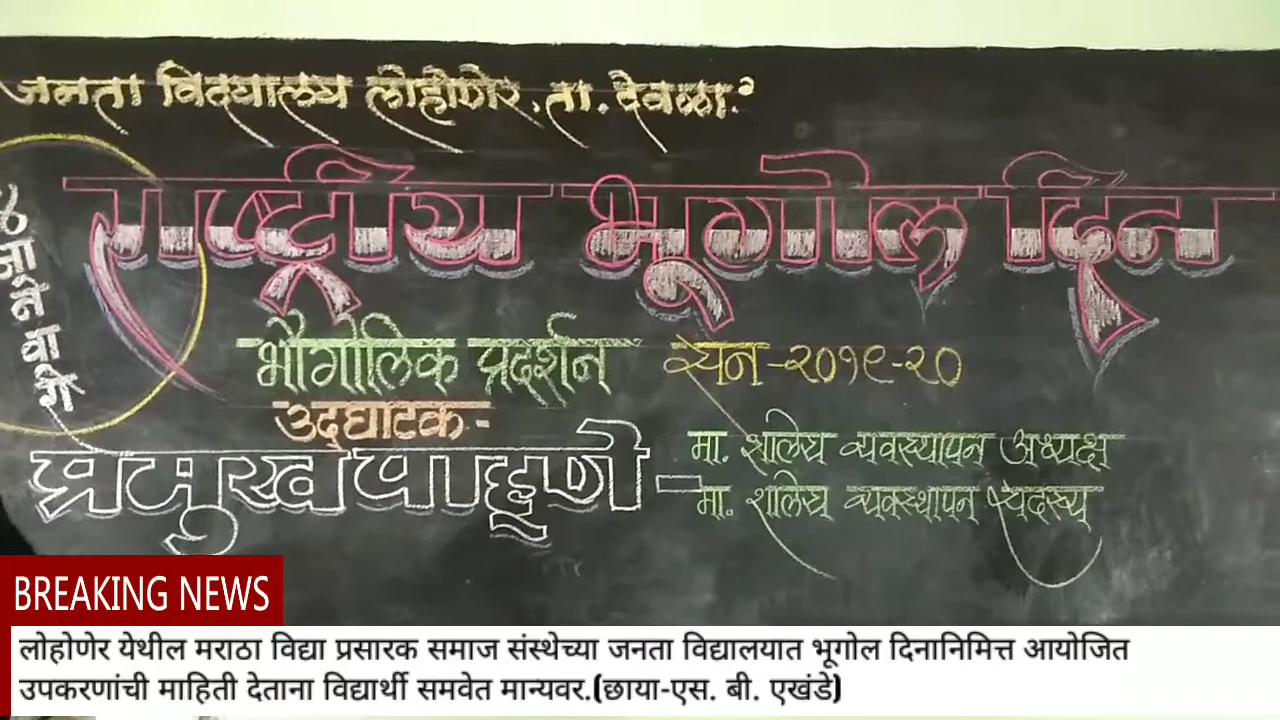 जनता विद्यालय लोहोणेर. ता. देवळा.
१४ जानेवारी
राष्ट्रीय भूगोल दिन
भौगोलिक प्रदर्शन सन-२०१९-२०
उद्घाटक-
प्रमुख पाहुणे-
मा. शालेय व्यवस्थापन अध्यक्ष
मा. शालेय व्यवस्थापन सदस्य
BREAKING NEWS
लोहोणेर येथील मराठा विद्या प्रसारक समाज संस्थेच्या जनता विद्यालयात भूगोल दिनानिमित्त आयोजित
उपकरणांची माहिती देताना विद्यार्थी समवेत मान्यवर.(छाया-एस. बी. एखंडे)